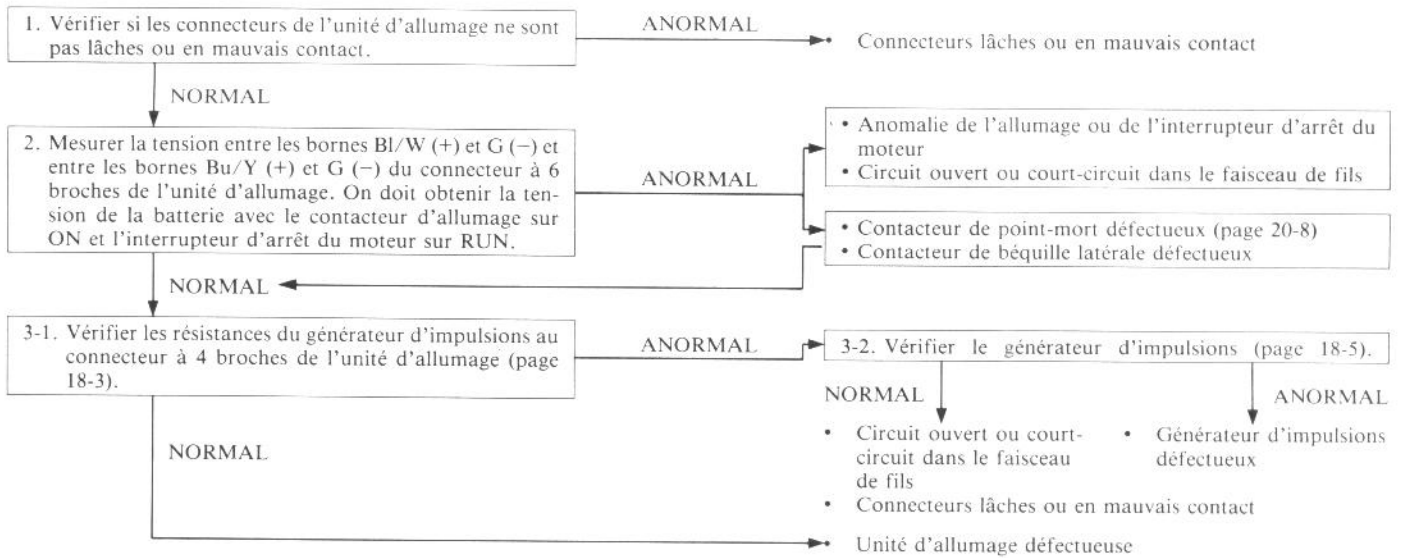 1. Vérifier si les connecteurs de l'unité d'allumage ne sont
pas lâches ou en mauvais contact.
ANORMAL
• Connecteurs lâches ou en mauvais contact
NORMAL
2. Mesurer la tension entre les bornes Bl/W (+) et G (−) et
entre les bornes Bu/Y (+) et G (−) du connecteur à 6
broches de l'unité d'allumage. On doit obtenir la ten-
sion de la batterie avec le contacteur d'allumage sur
ON et l'interrupteur d'arrêt du moteur sur RUN.
ANORMAL
• Anomalie de l'allumage ou de l'interrupteur d'arrêt du
moteur
• Circuit ouvert ou court-circuit dans le faisceau de fils
• Contacteur de point-mort défectueux (page 20-8)
• Contacteur de béquille latérale défectueux
NORMAL
3-1. Vérifier les résistances du générateur d'impulsions au
connecteur à 4 broches de l'unité d'allumage (page
18-3).
ANORMAL
3-2. Vérifier le générateur d'impulsions (page 18-5).
NORMAL
ANORMAL
• Circuit ouvert ou court-
circuit dans le faisceau
de fils
• Connecteurs lâches ou en mauvais contact
• Générateur d'impulsions
défectueux
NORMAL
• Unité d'allumage défectueuse